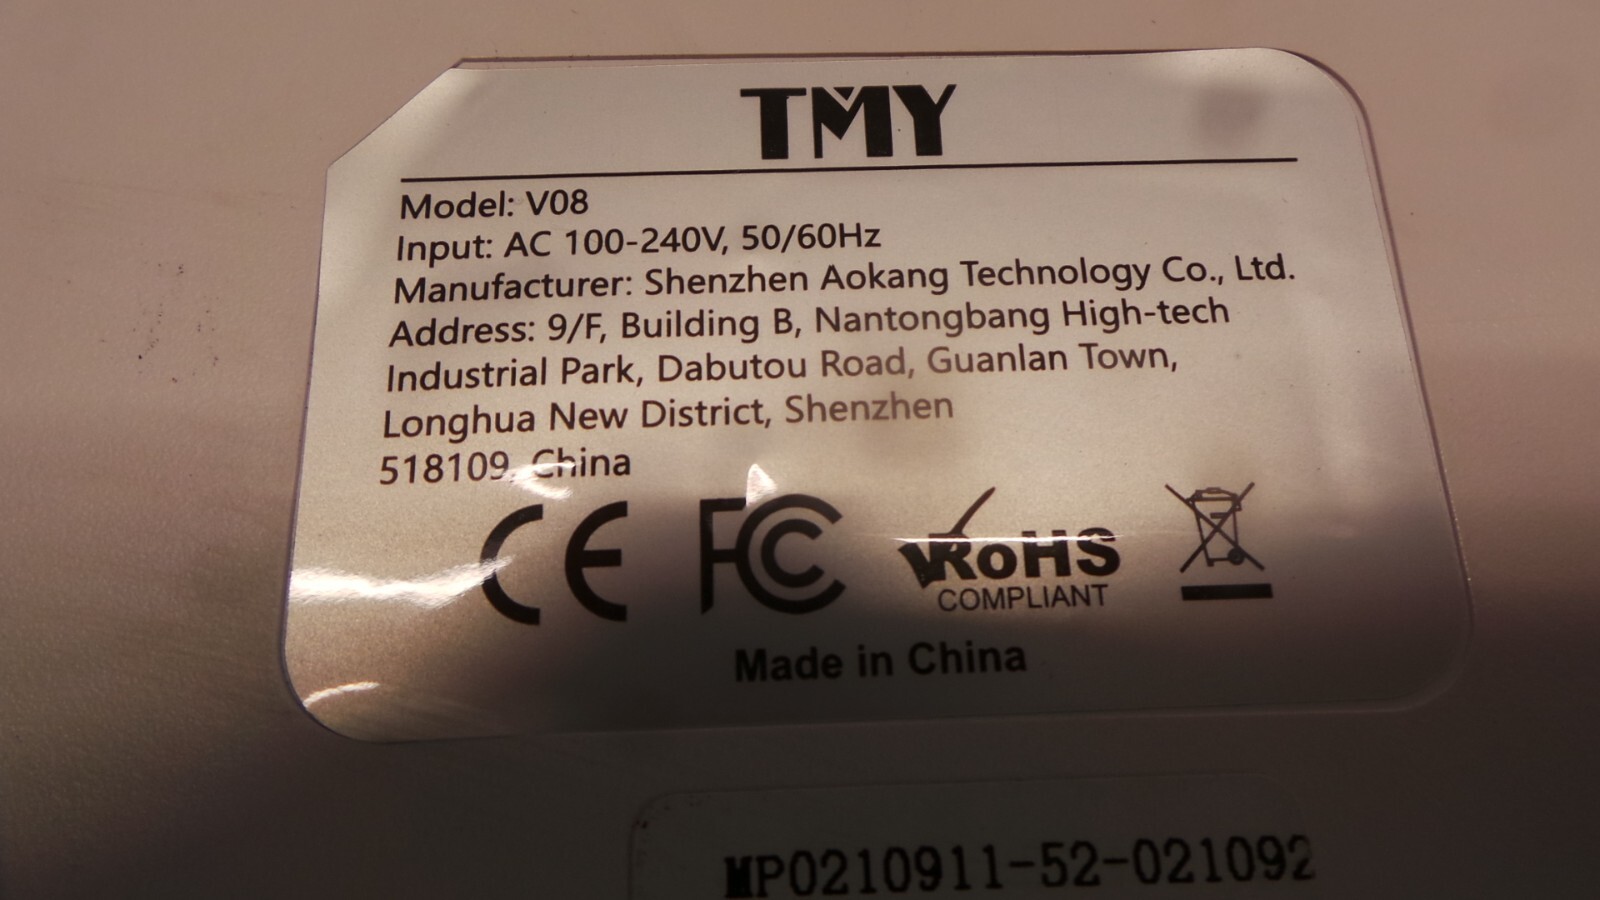 TMY
Model: V08
Input: AC 100-240V, 50/60Hz
Manufacturer: Shenzhen Aokang Technology Co., Ltd.
Address: 9/F, Building B, Nantongbang High-tech
Industrial Park, Dabutou Road, Guanlan Town,
Longhua New District, Shenzhen
518109, China
CE FC RoHS
COMPLIANT
Made in China
MP0210911-52-021092